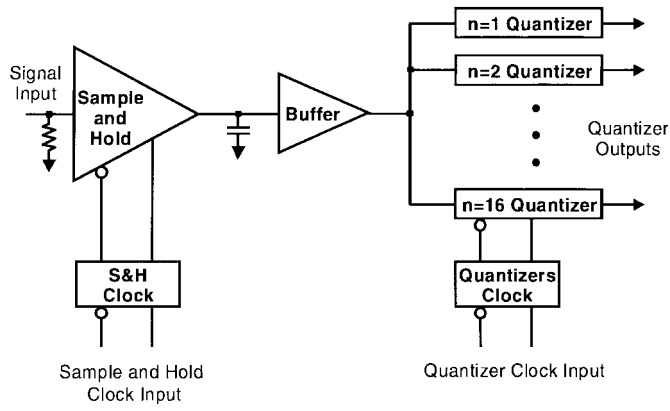 n=1 Quantizer
Signal
Input
Sample
and
Hold
Buffer
n=2 Quantizer
Quantizer
Outputs
n=16 Quantizer
S&H
Clock
Quantizers
Clock
Sample and Hold
Clock Input
Quantizer Clock Input